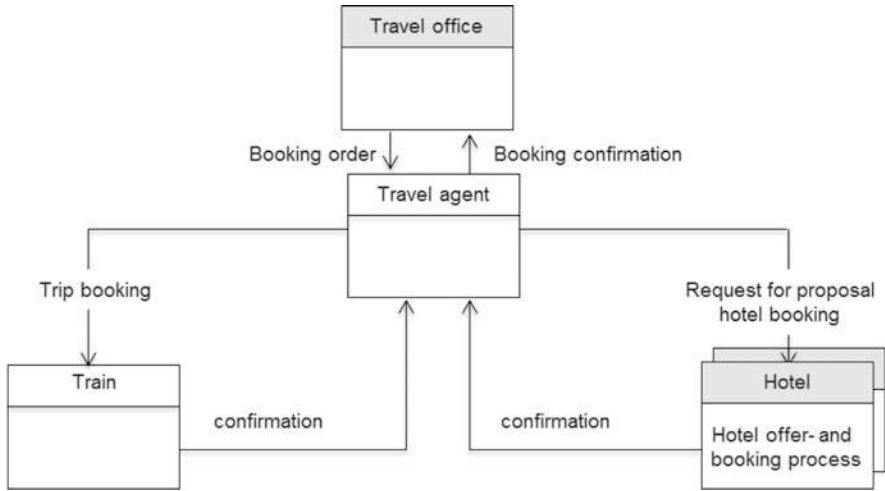 Travel office
Booking order
Booking confirmation
Travel agent
Trip booking
Request for proposal
hotel booking
Train
Hotel
confirmation
confirmation
Hotel offer- and
booking process